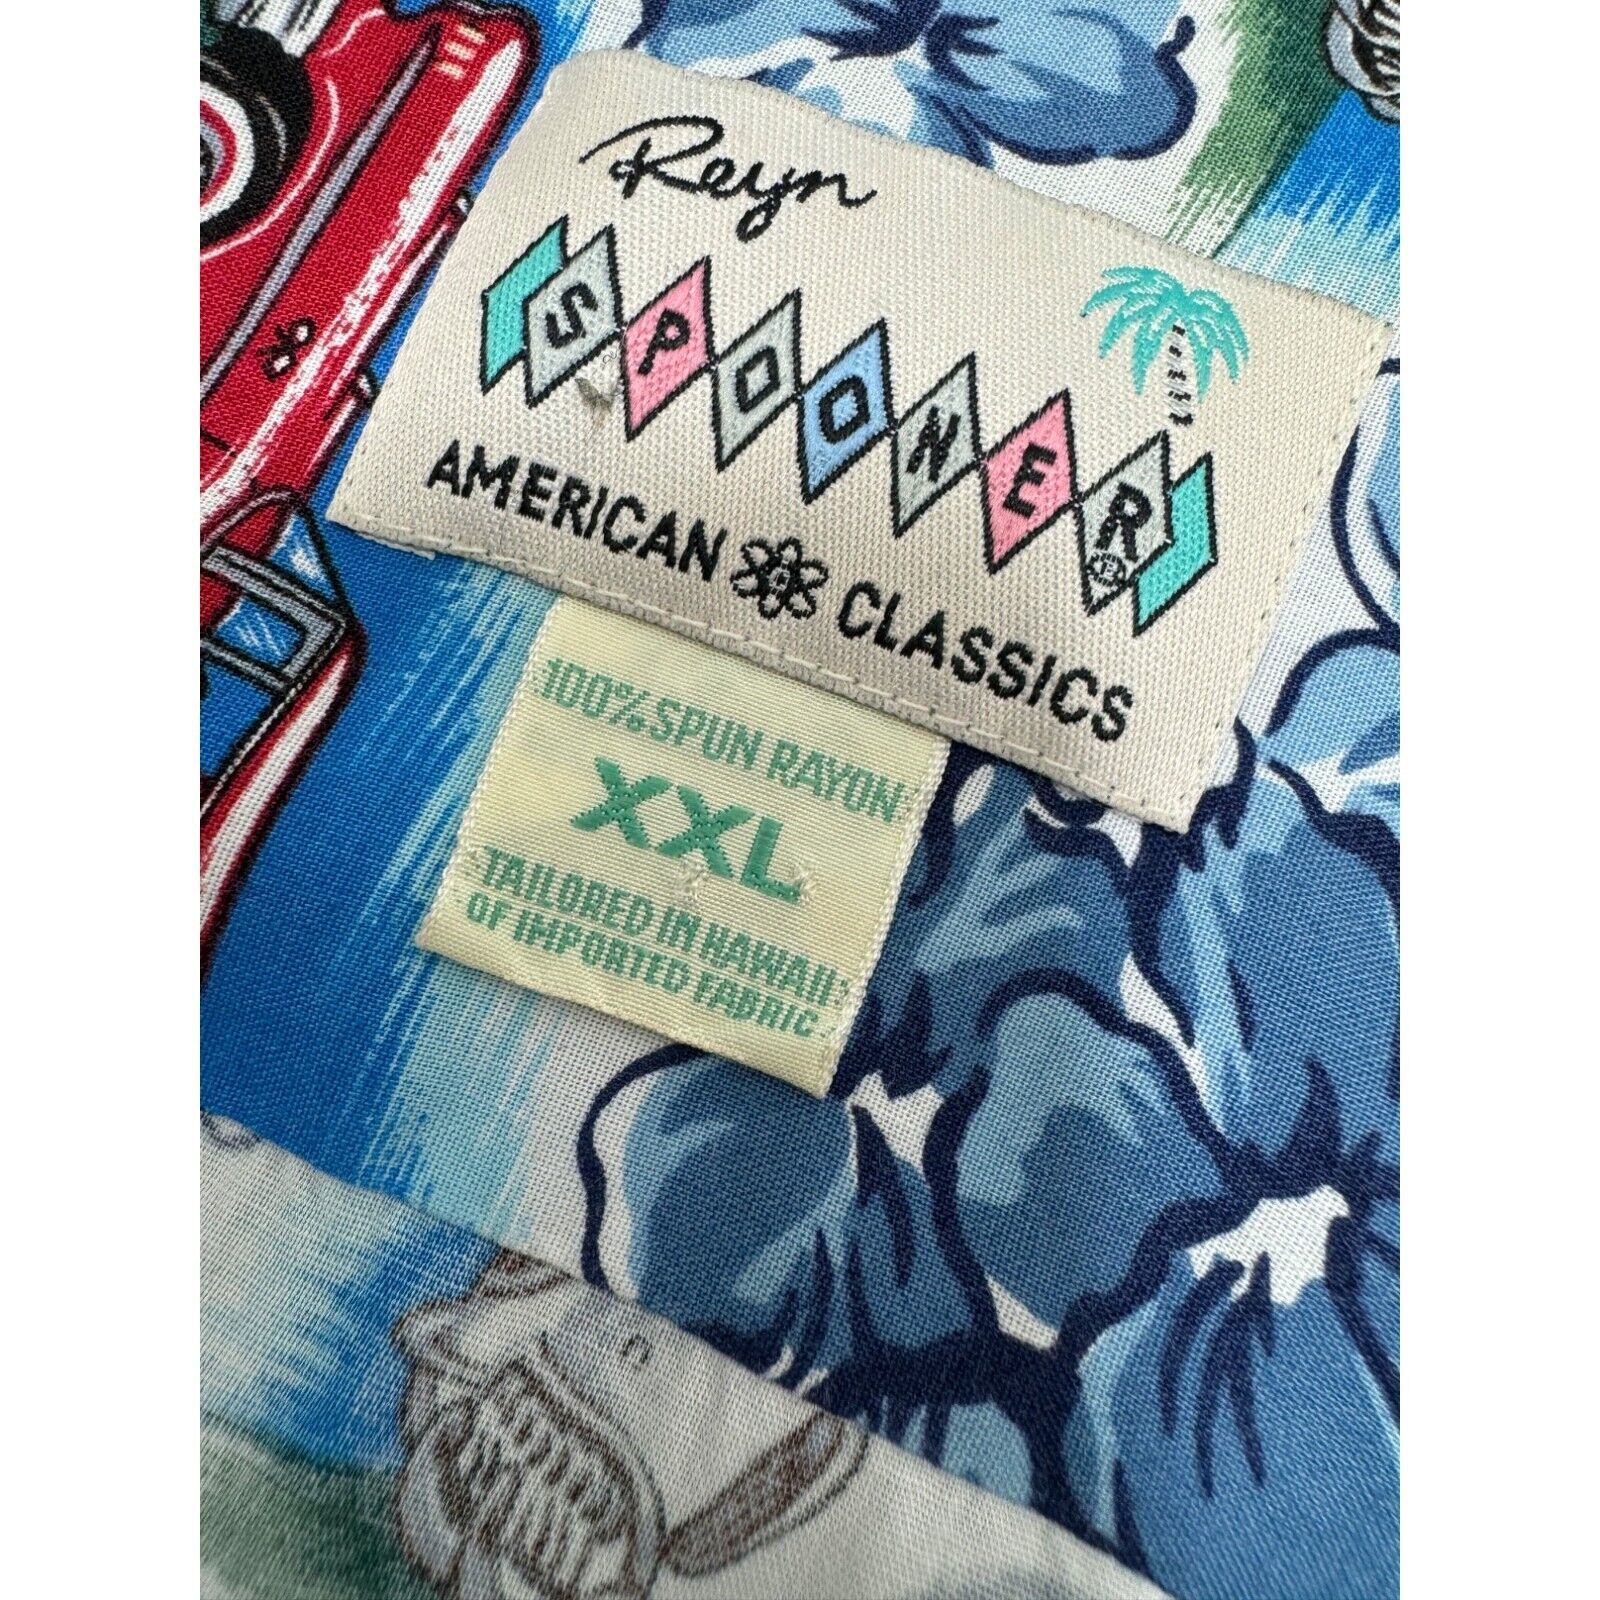 Reyn
SPOONER
AMERICAN CLASSICS
100% SPUN RAYON
XXL
TAILORED IN HAWAII
OF IMPORTED FABRIC